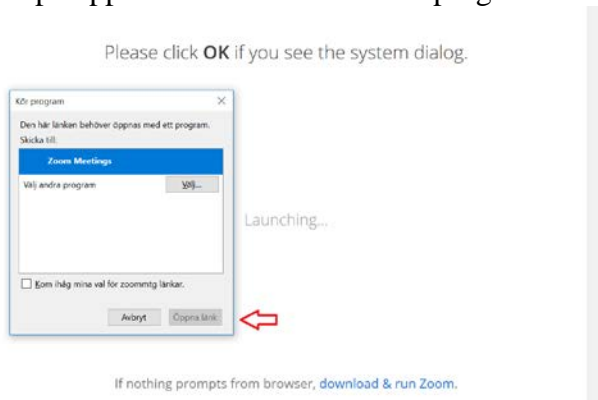 Please click OK if you see the system dialog.
Kör program
Den här länken behöver öppnas med ett program.
Skicka till:
Zoom Meetings
Välj andra program
Välj...
Launching...
Kom ihåg mina val för zoommtg länkar.
Avbryt
Öppna länk
If nothing prompts from browser, download & run Zoom.